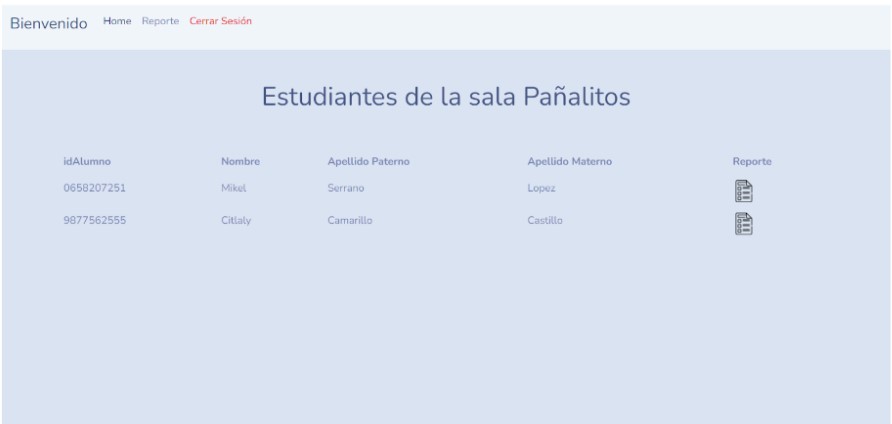 Bienvenido Home Reporte Cerrar Sesión
Estudiantes de la sala Pañalitos
idAlumno Nombre Apellido Paterno Apellido Materno Reporte
0658207251 Mikel Serrano Lopez
9877562555 Citlaly Camarillo Castillo